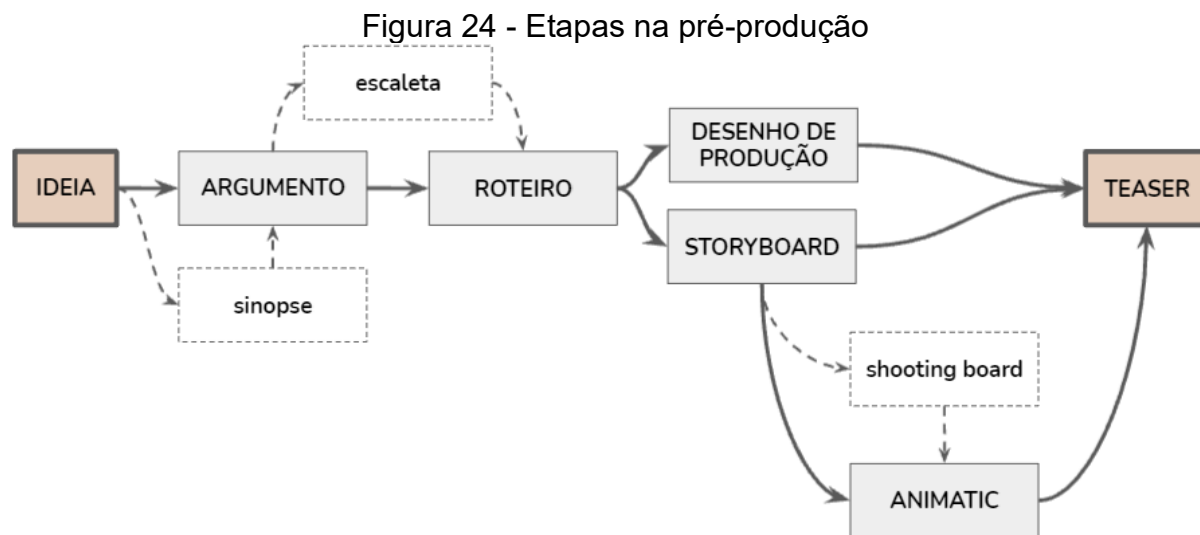 Figura 24 - Etapas na pré-produção
escaleta
IDEIA
ARGUMENTO
ROTEIRO
DESENHO DE
PRODUÇÃO
TEASER
STORYBOARD
sinopse
shooting board
ANIMATIC